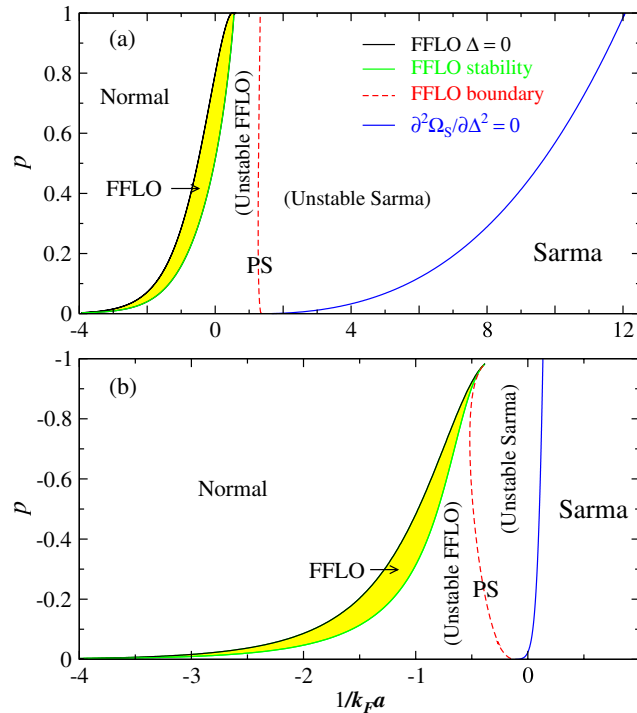 (a)
FFLO Δ = 0
FFLO stability
FFLO boundary
∂²Ω_S/∂Δ² = 0
Normal
FFLO
(Unstable FFLO)
(Unstable Sarma)
PS
Sarma
p
1
0.8
0.6
0.4
0.2
0
-4 0 4 8 12
(b)
Normal
FFLO
(Unstable FFLO)
PS
(Unstable Sarma)
Sarma
p
-1
-0.8
-0.6
-0.4
-0.2
0
-4 -3 -2 -1 0
1/k_F a